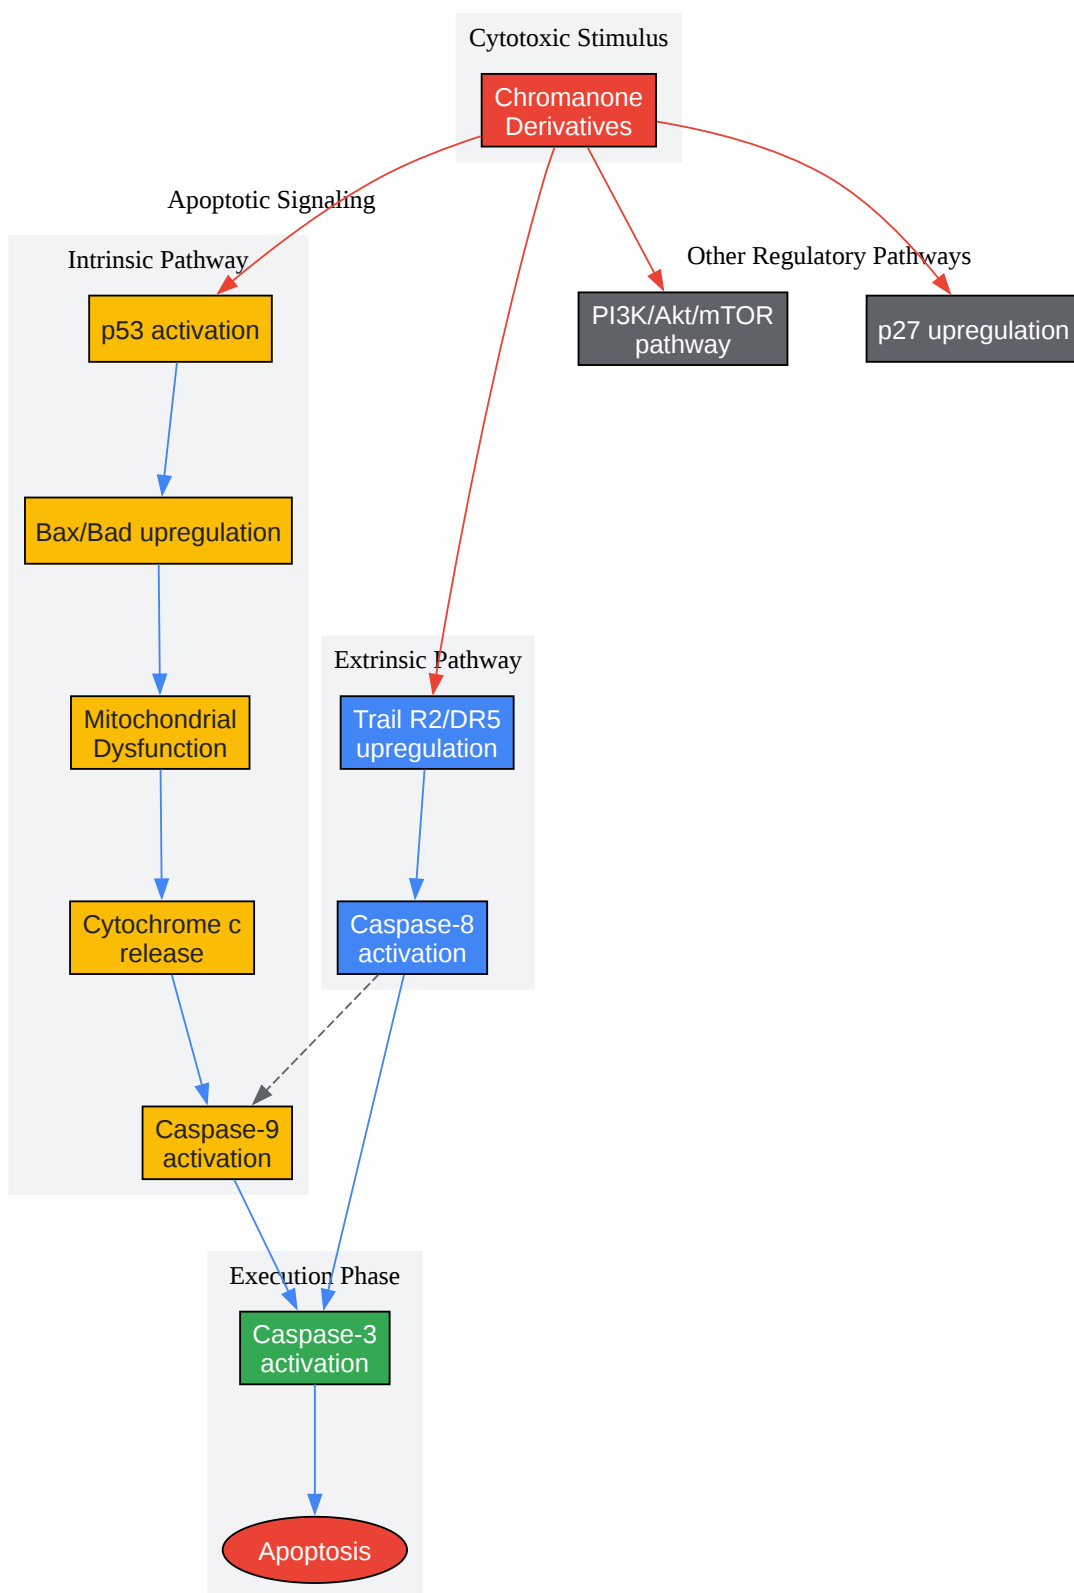 Cytotoxic Stimulus
Chromanone
Derivatives
Apoptotic Signaling
Intrinsic Pathway
Other Regulatory Pathways
p53 activation
PI3K/Akt/mTOR
pathway
p27 upregulation
Bax/Bad upregulation
Extrinsic Pathway
Mitochondrial
Dysfunction
Trail R2/DR5
upregulation
Cytochrome c
release
Caspase-8
activation
Caspase-9
activation
Execution Phase
Caspase-3
activation
Apoptosis